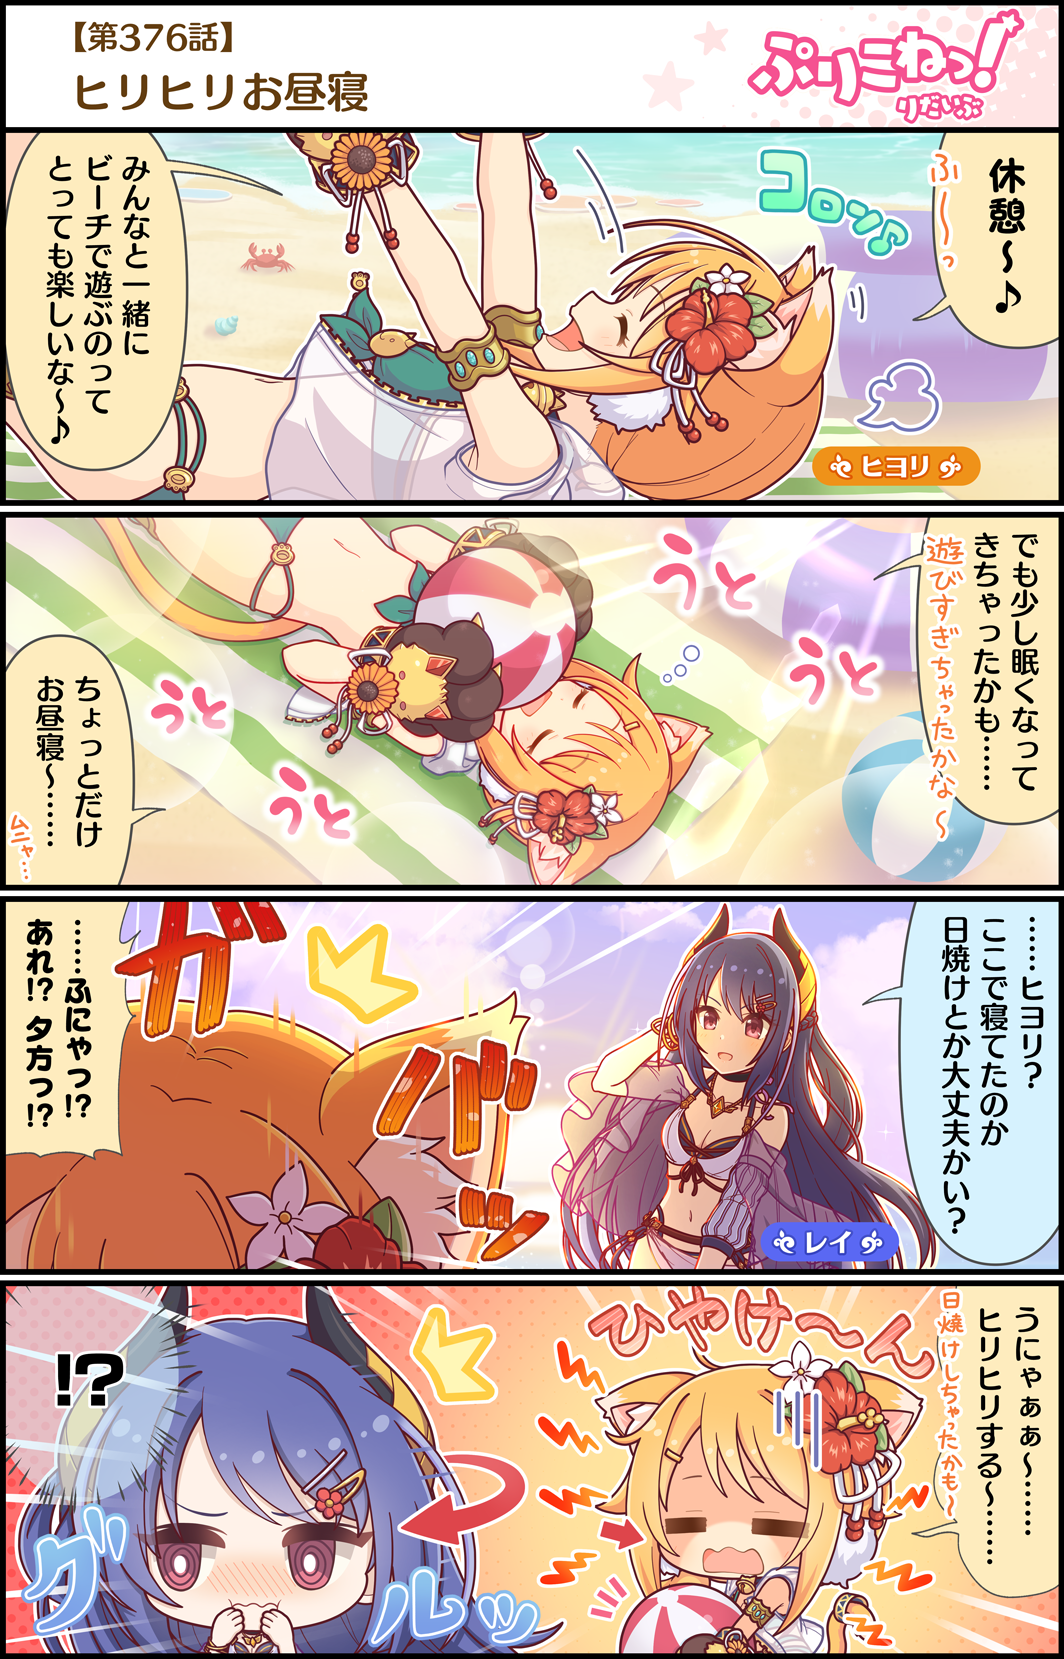 【第376話】
ヒリヒリお昼寝
ぷりこねっ!
りだいぶ
休憩～♪
ふ～～っ
コロン♪
みんなと一緒に
ビーチで遊ぶのって
とっても楽しいな～♪
ヒヨリ
でも少し眠くなって
きちゃったかも……
遊びすぎちゃったかな～
うと
うと
うと
うと
ちょっとだけ
お昼寝～………
ムニャ…
……ヒヨリ?
ここで寝てたのか
日焼けとか大丈夫かい?
レイ
ガ
バ
ッ
……ふにゃっ!?
あれ!? 夕方っ!?
うにゃぁぁ～……
ヒリヒリする～……
日焼けしちゃったかも～
ひやけ～ん
!?
グ
ルッ